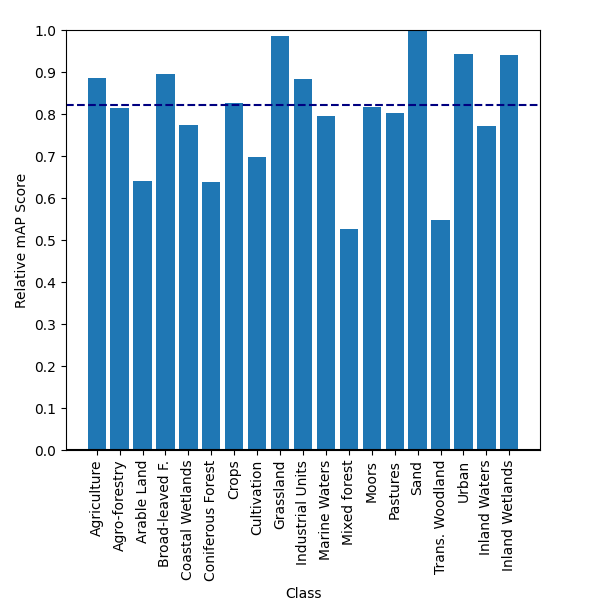 1.0
0.9
0.8
0.7
0.6
0.5
0.4
0.3
0.2
0.1
0.0
Relative mAP Score
Agriculture
Agro-forestry
Arable Land
Broad-leaved F.
Coastal Wetlands
Coniferous Forest
Crops
Cultivation
Grassland
Industrial Units
Marine Waters
Mixed forest
Moors
Pastures
Sand
Trans. Woodland
Urban
Inland Waters
Inland Wetlands
Class